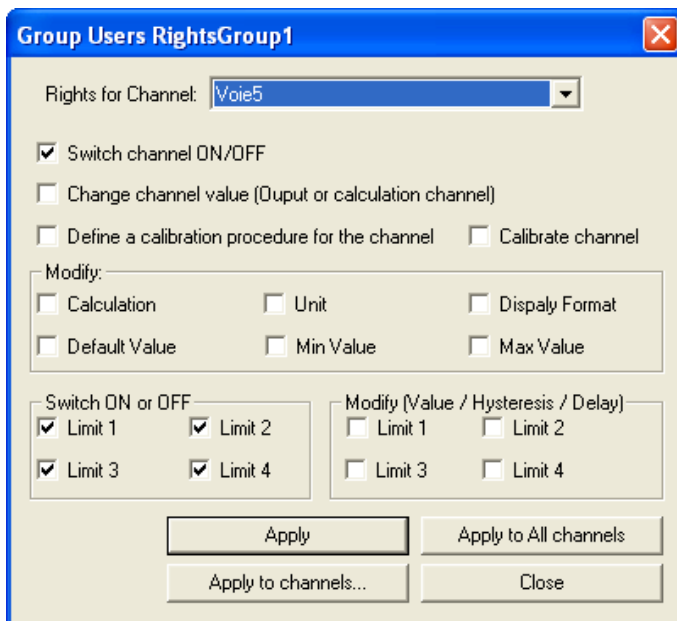 Group Users RightsGroup1
Rights for Channel: Voie5
Switch channel ON/OFF
Change channel value (Ouput or calculation channel)
Define a calibration procedure for the channel Calibrate channel
Modify:
Calculation Unit Dispaly Format
Default Value Min Value Max Value
Switch ON or OFF Modify (Value / Hysteresis / Delay)
Limit 1 Limit 2 Limit 1 Limit 2
Limit 3 Limit 4 Limit 3 Limit 4
Apply Apply to All channels
Apply to channels... Close